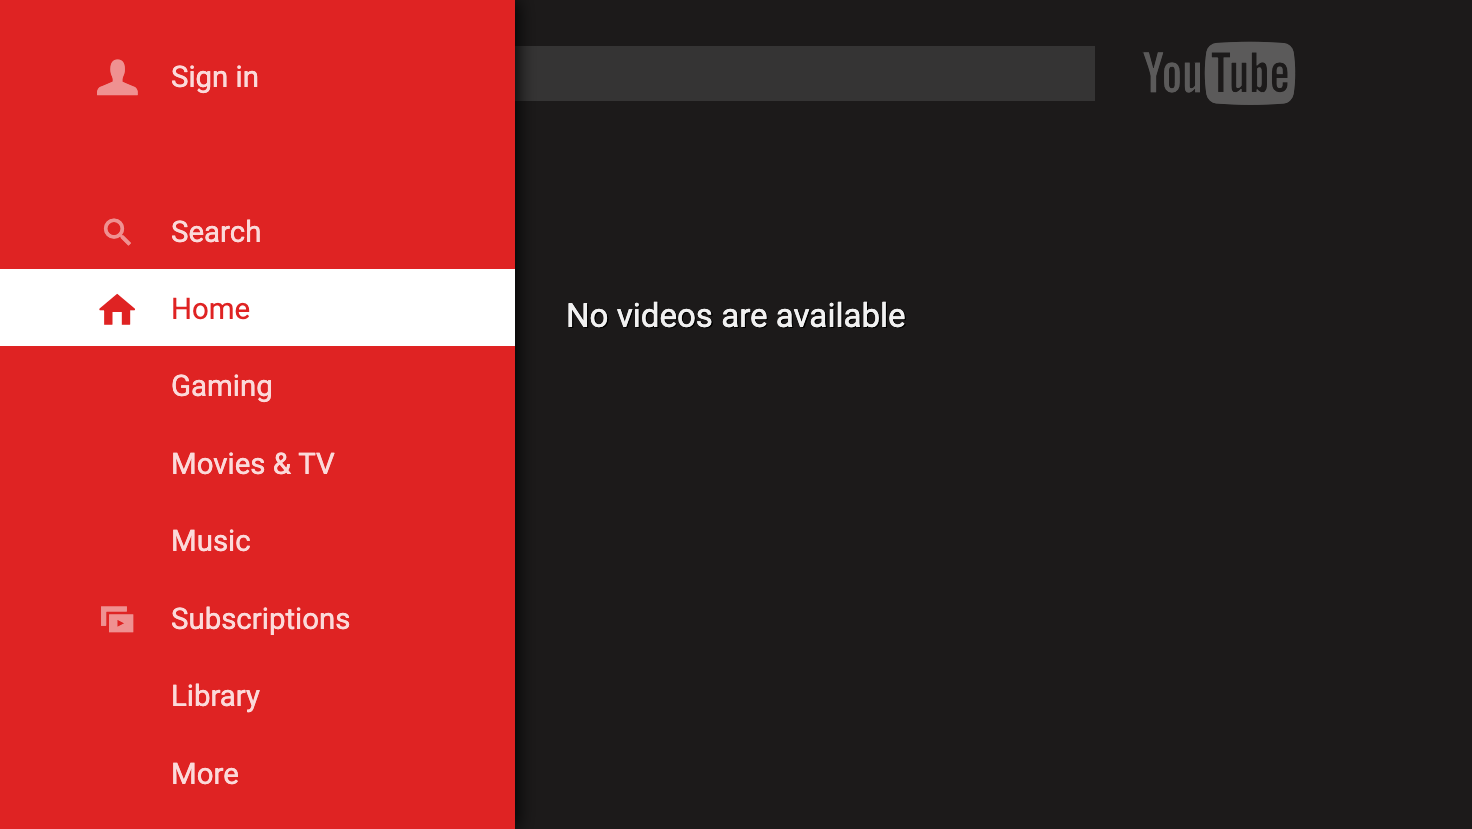 Sign in
YouTube
Search
Home
No videos are available
Gaming
Movies & TV
Music
Subscriptions
Library
More